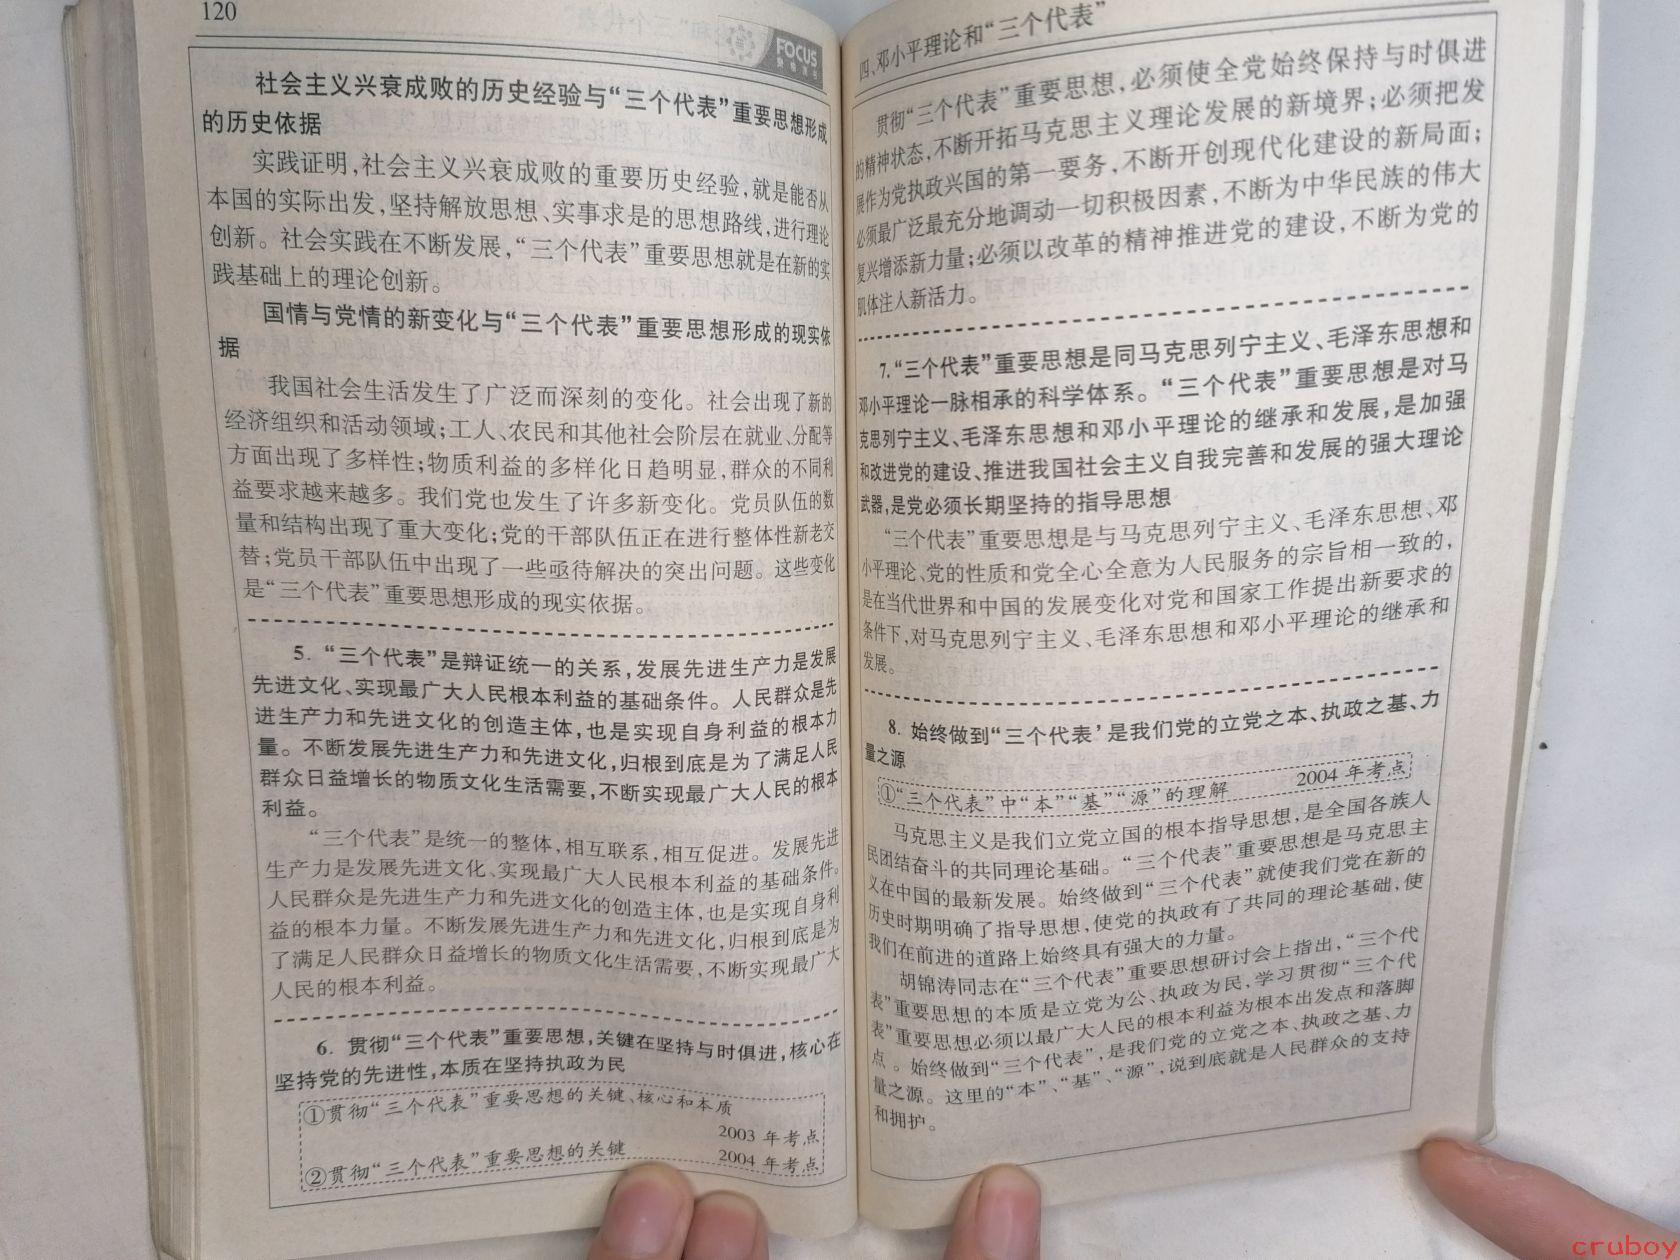 120
FOCUS
社会主义兴衰成败的历史经验与“三个代表”重要思想形成
的历史依据
实践证明,社会主义兴衰成败的重要历史经验,就是能否从
本国的实际出发,坚持解放思想、实事求是的思想路线,进行理论
创新。社会实践在不断发展,“三个代表”重要思想就是在新的实
践基础上的理论创新。
国情与党情的新变化与“三个代表”重要思想形成的现实依
据
我国社会生活发生了广泛而深刻的变化。社会出现了新的
经济组织和活动领域;工人、农民和其他社会阶层在就业、分配等
方面出现了多样性;物质利益的多样化日趋明显,群众的不同利
益要求越来越多。我们党也发生了许多新变化。党员队伍的数
量和结构出现了重大变化;党的干部队伍正在进行整体性新老交
替;党员干部队伍中出现了一些亟待解决的突出问题。这些变化
是“三个代表”重要思想形成的现实依据。
5. “三个代表”是辩证统一的关系,发展先进生产力是发展
先进文化、实现最广大人民根本利益的基础条件。人民群众是先
进生产力和先进文化的创造主体,也是实现自身利益的根本力
量。不断发展先进生产力和先进文化,归根到底是为了满足人民
群众日益增长的物质文化生活需要,不断实现最广大人民的根本
利益。
“三个代表”是统一的整体,相互联系,相互促进。发展先进
生产力是发展先进文化、实现最广大人民根本利益的基础条件。
人民群众是先进生产力和先进文化的创造主体,也是实现自身利
益的根本力量。不断发展先进生产力和先进文化,归根到底是为
了满足人民群众日益增长的物质文化生活需要,不断实现最广大
人民的根本利益。
6. 贯彻“三个代表”重要思想,关键在坚持与时俱进,核心在
坚持党的先进性,本质在坚持执政为民
①贯彻“三个代表”重要思想的关键、核心和本质
2003 年考点
②贯彻“三个代表”重要思想的关键 2004 年考点
四、邓小平理论和“三个代表”
贯彻“三个代表”重要思想,必须使全党始终保持与时俱进
的精神状态,不断开拓马克思主义理论发展的新境界;必须把发
展作为党执政兴国的第一要务,不断开创现代化建设的新局面;
必须最广泛最充分地调动一切积极因素,不断为中华民族的伟大
复兴增添新力量;必须以改革的精神推进党的建设,不断为党的
肌体注入新活力。
7.“三个代表”重要思想是同马克思列宁主义、毛泽东思想和
邓小平理论一脉相承的科学体系。“三个代表”重要思想是对马
克思列宁主义、毛泽东思想和邓小平理论的继承和发展,是加强
和改进党的建设、推进我国社会主义自我完善和发展的强大理论
武器,是党必须长期坚持的指导思想
“三个代表”重要思想是与马克思列宁主义、毛泽东思想、邓
小平理论、党的性质和党全心全意为人民服务的宗旨相一致的,
是在当代世界和中国的发展变化对党和国家工作提出新要求的
条件下,对马克思列宁主义、毛泽东思想和邓小平理论的继承和
发展。
8. 始终做到“三个代表’是我们党的立党之本、执政之基、力
量之源
①“三个代表”中“本”“基”“源”的理解 2004 年考点
马克思主义是我们立党立国的根本指导思想,是全国各族人
民团结奋斗的共同理论基础。“三个代表”重要思想是马克思主
义在中国的最新发展。始终做到“三个代表”就使我们党在新的
历史时期明确了指导思想,使党的执政有了共同的理论基础,使
我们在前进的道路上始终具有强大的力量。
胡锦涛同志在“三个代表”重要思想研讨会上指出,“三个代
表”重要思想的本质是立党为公、执政为民,学习贯彻“三个代
表”重要思想必须以最广大人民的根本利益为根本出发点和落脚
点。始终做到“三个代表”,是我们党的立党之本、执政之基、力
量之源。这里的“本”、“基”、“源”,说到底就是人民群众的支持
和拥护。
cruboy